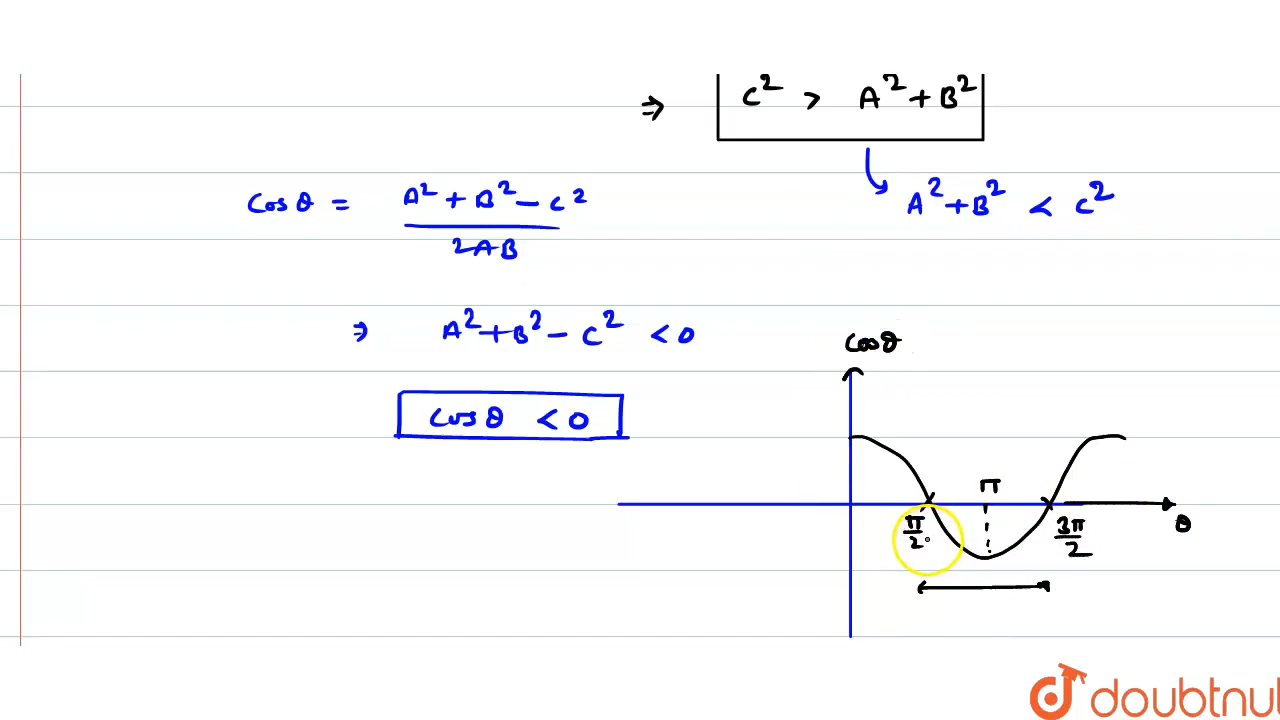 ⇒ C² > A² + B²
A² + B² < C²
Cos θ = A² + B² - C² / 2AB
⇒ A² + B² - C² < 0
Cos θ < 0
Cos θ
π
π/2
3π/2
θ
doubtnut